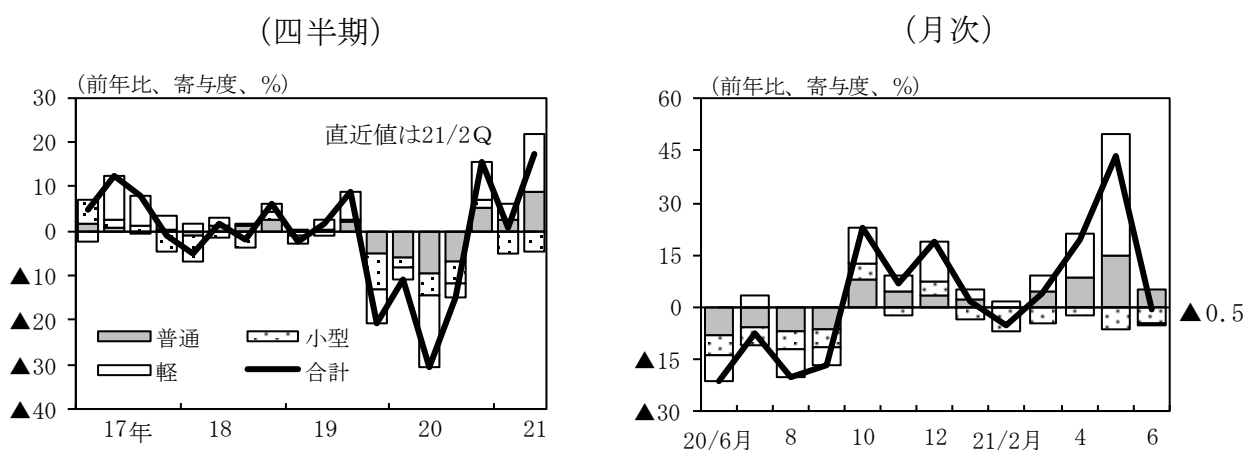 (四半期)
(前年比、寄与度、%)
30
20
10
0
▲10
▲20
▲30
▲40
直近値は21/2Q
普通
小型
軽
合計
17年
18
19
20
21
(月次)
(前年比、寄与度、%)
60
45
30
15
0
▲15
▲30
▲0.5
20/6月
8
10
12
21/2月
4
6